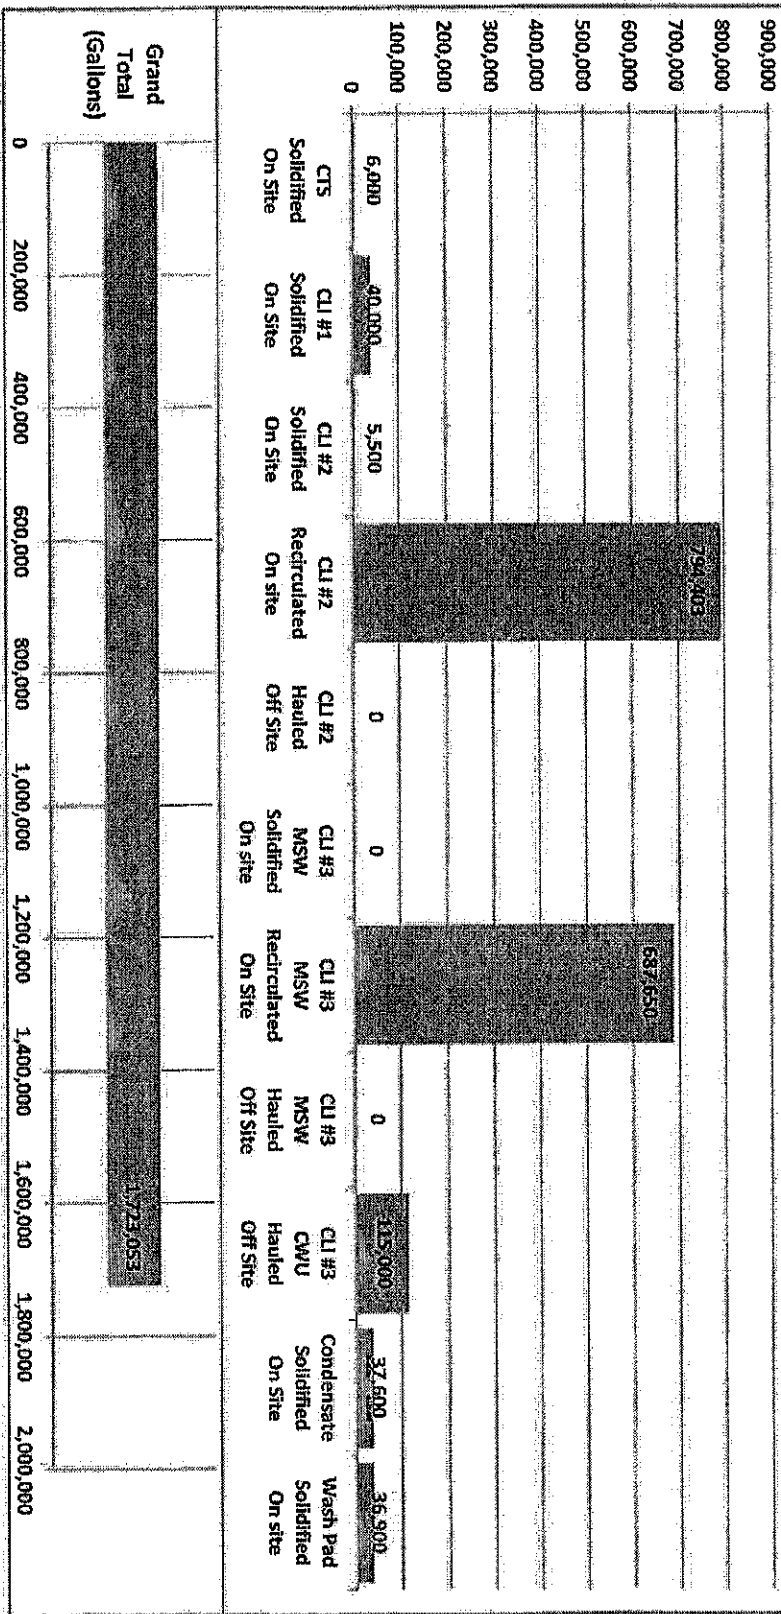 900,000
800,000
700,000
600,000
500,000
400,000
300,000
200,000
100,000
0
6,000
40,000
5,500
794,403
0
0
687,650
0
115,000
37,600
36,900
CTS
Solidified
On Site
CLI #1
Solidified
On Site
CLI #2
Solidified
On Site
CLI #2
Recirculated
On site
CLI #2
Hauled
Off Site
CLI #3
MSW
Solidified
On site
CLI #3
MSW
Recirculated
On Site
CLI #3
MSW
Hauled
Off Site
CLI #3
CWU
Hauled
Off Site
Condensate
Solidified
On Site
Wash Pad
Solidified
On site
Grand
Total
(Gallons)
1,723,053
0
200,000
400,000
600,000
800,000
1,000,000
1,200,000
1,400,000
1,600,000
1,800,000
2,000,000